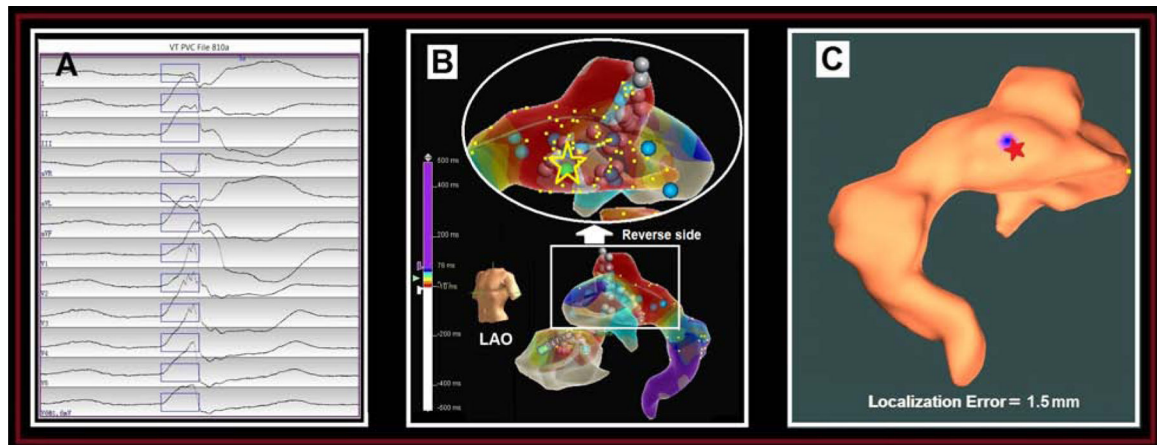 VT PVC File 810a
A
I
II
III
aVR
aVL
aVF
V1
V2
V3
V4
V5
B
600 ms
400 ms
200 ms
-200 ms
-400 ms
-600 ms
Reverse side
LAO
C
Localization Error = 1.5 mm